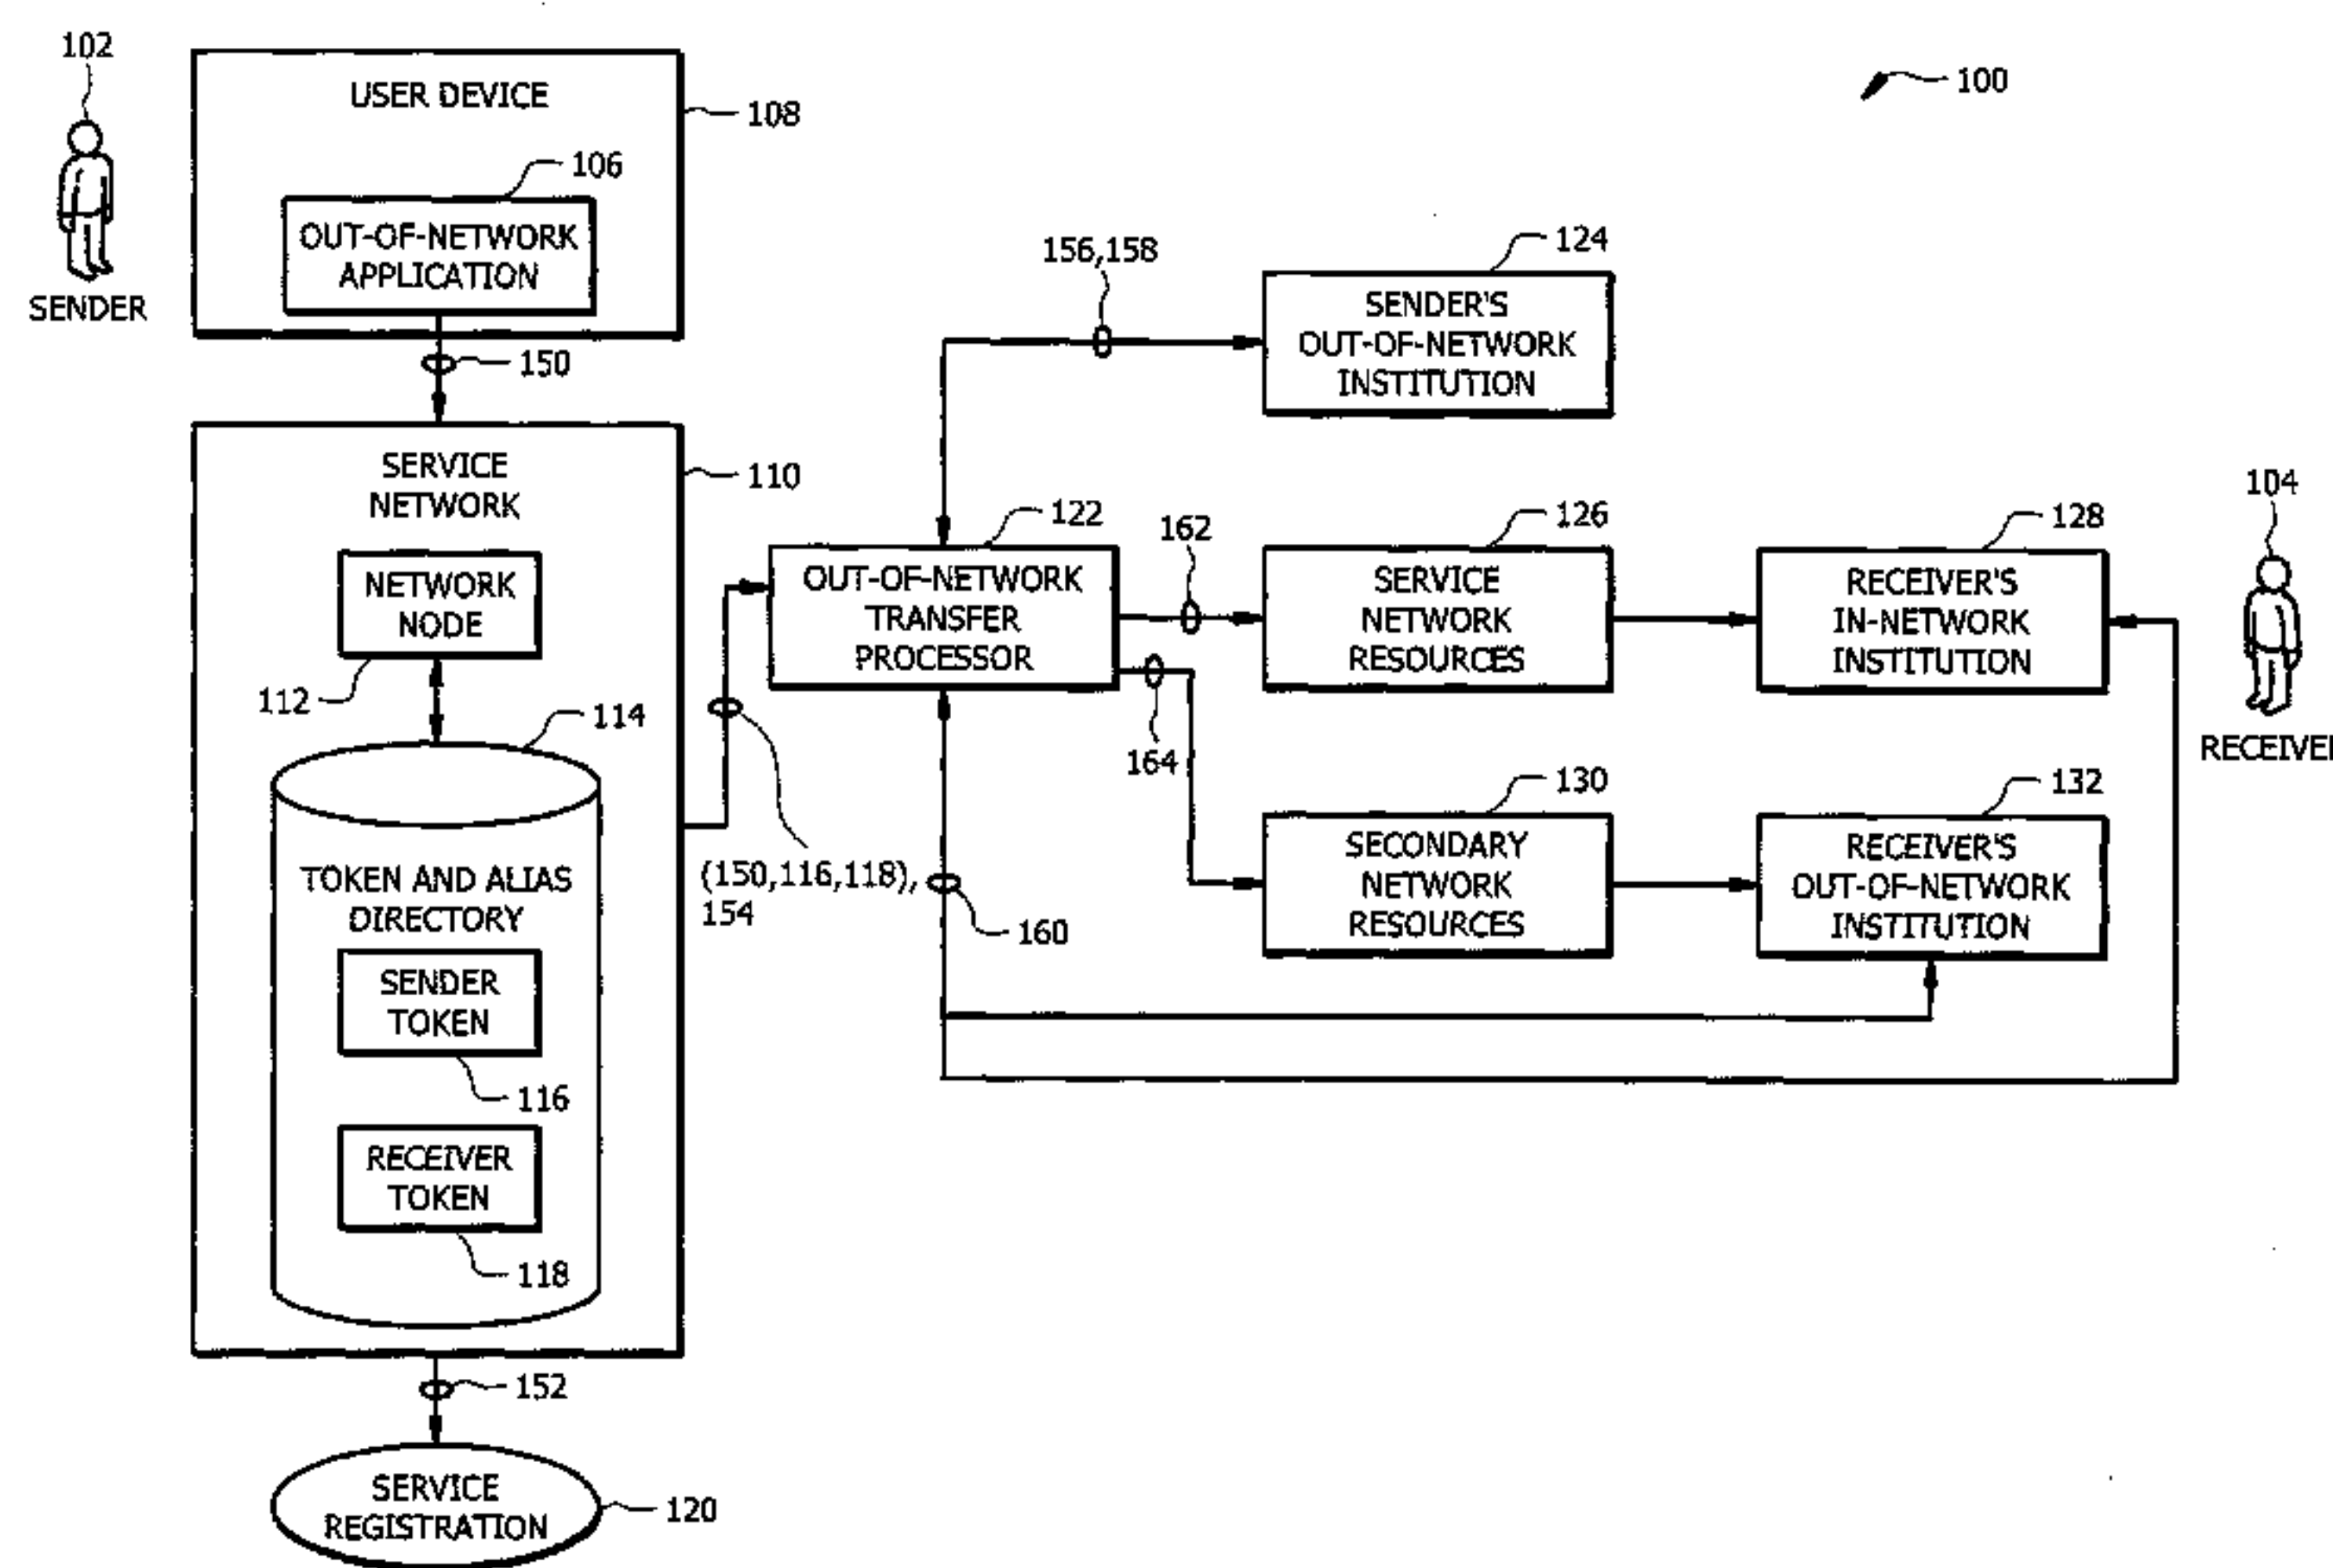 102
USER DEVICE
108
100
106
OUT-OF-NETWORK
APPLICATION
SENDER
150
156,158
124
SENDER'S
OUT-OF-NETWORK
INSTITUTION
SERVICE
NETWORK
110
NETWORK
NODE
112
114
TOKEN AND ALIAS
DIRECTORY
SENDER
TOKEN
116
RECEIVER
TOKEN
118
(150,116,118),
154
122
OUT-OF-NETWORK
TRANSFER
PROCESSOR
162
164
160
126
SERVICE
NETWORK
RESOURCES
128
RECEIVER'S
IN-NETWORK
INSTITUTION
104
RECEIVER
130
SECONDARY
NETWORK
RESOURCES
132
RECEIVER'S
OUT-OF-NETWORK
INSTITUTION
152
SERVICE
REGISTRATION
120